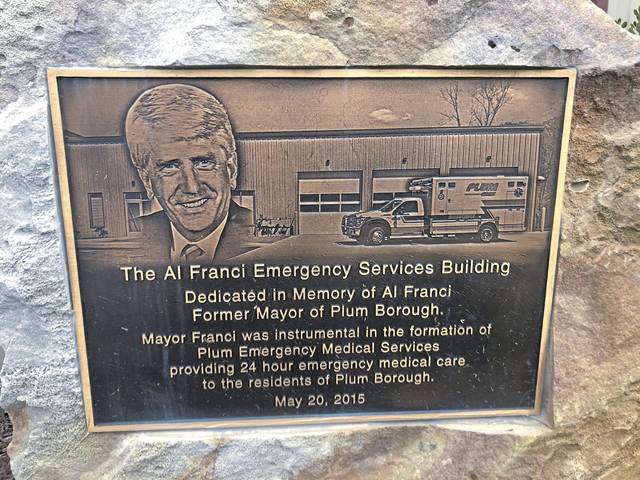 PLUM
The Al Franci Emergency Services Building
Dedicated in Memory of Al Franci
Former Mayor of Plum Borough.
Mayor Franci was instrumental in the formation of
Plum Emergency Medical Services
providing 24 hour emergency medical care
to the residents of Plum Borough.
May 20, 2015